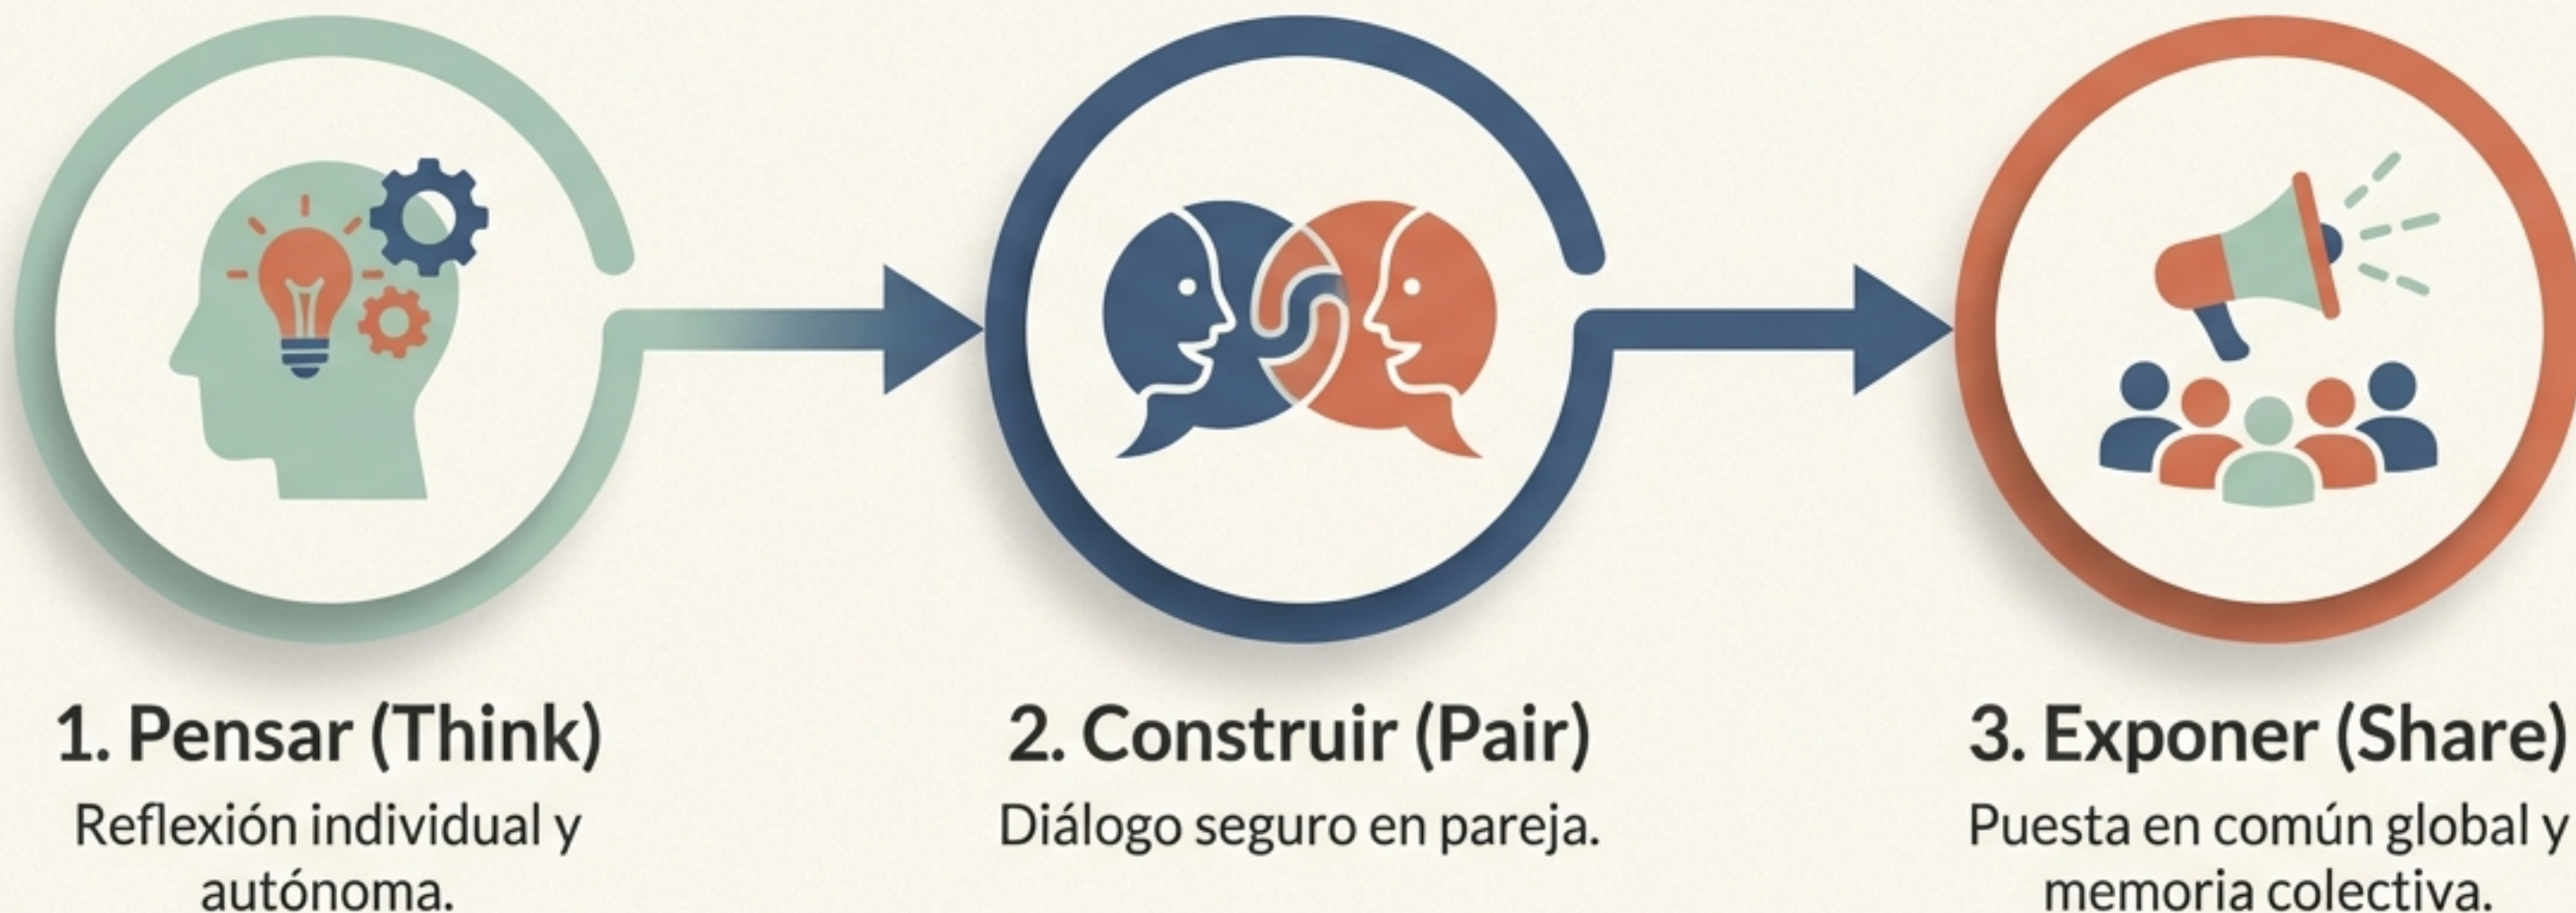 1. Pensar (Think)
Reflexión individual y
autónoma.
2. Construir (Pair)
Diálogo seguro en pareja.
3. Exponer (Share)
Puesta en común global y
memoria colectiva.